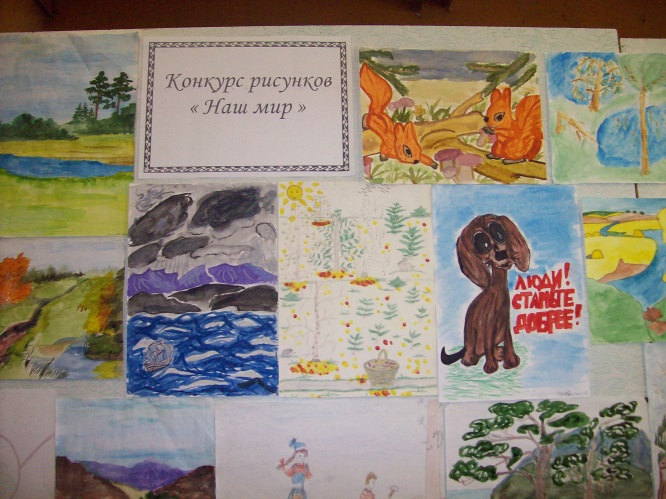 Конкурс рисунков
« Наш мир »
ЛЮДИ!
СТАНЬТЕ
ДОБРЕЕ!